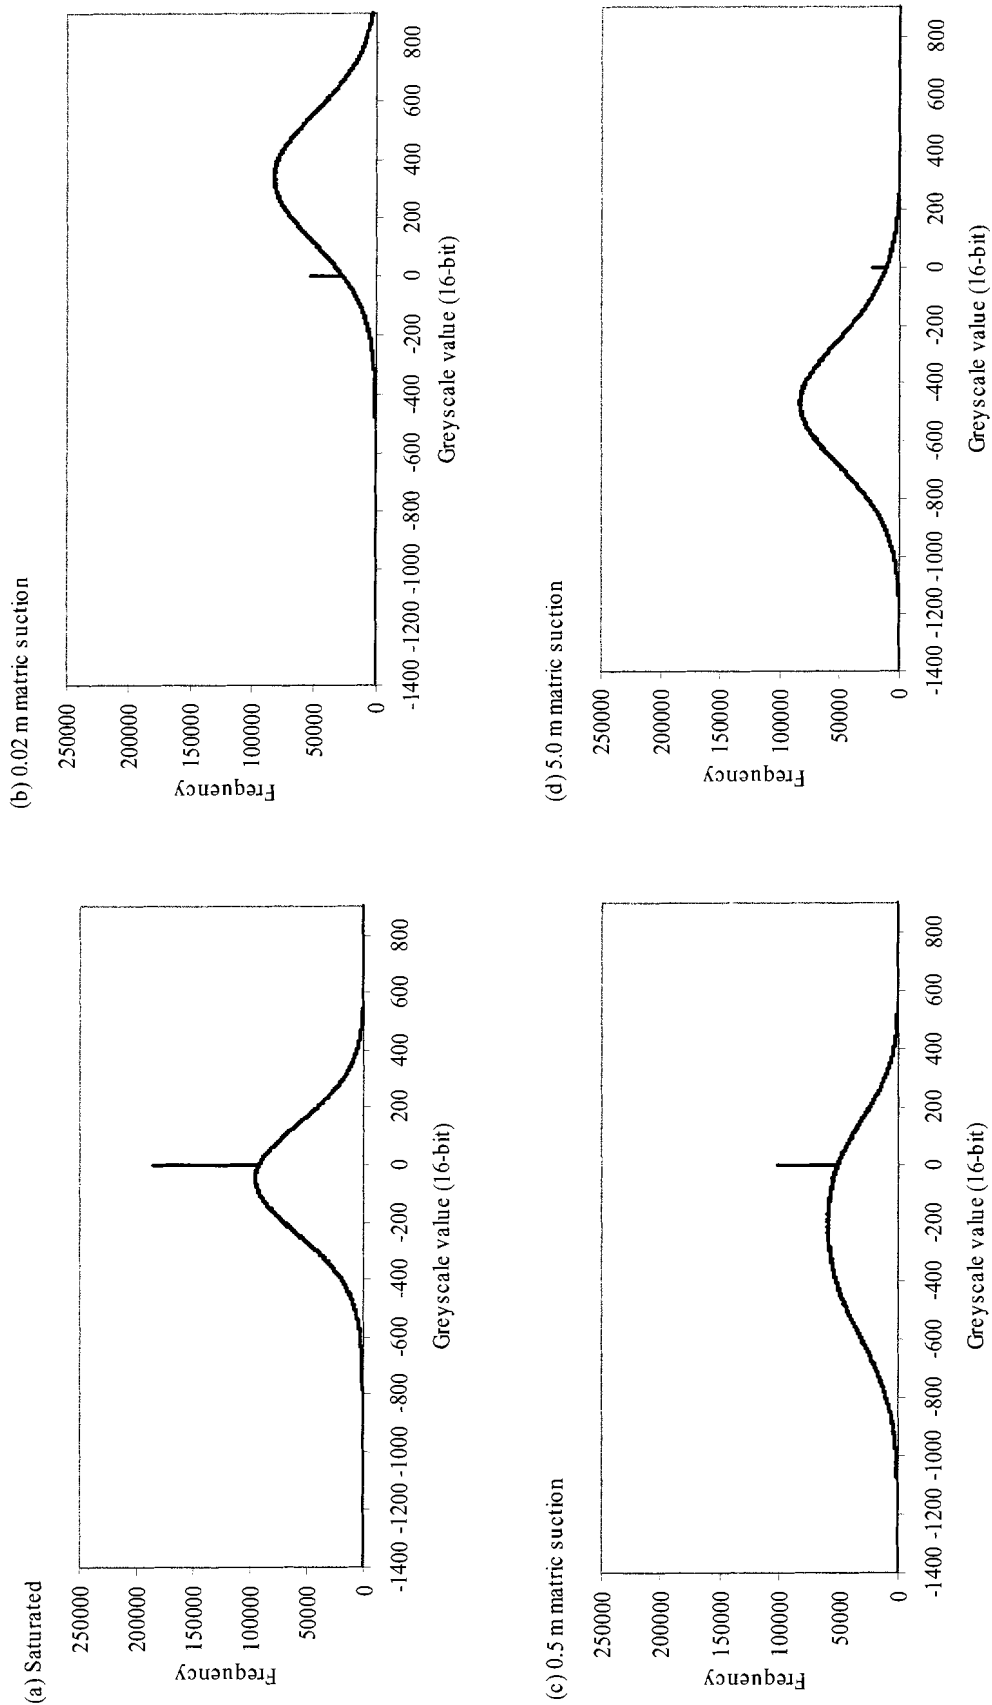 (a) Saturated
250000
200000
150000
100000
50000
0
Frequency
-1400 -1200 -1000 -800 -600 -400 -200 0 200 400 600 800
Greyscale value (16-bit)
(b) 0.02 m matric suction
250000
200000
150000
100000
50000
0
Frequency
-1400 -1200 -1000 -800 -600 -400 -200 0 200 400 600 800
Greyscale value (16-bit)
(c) 0.5 m matric suction
250000
200000
150000
100000
50000
0
Frequency
-1400 -1200 -1000 -800 -600 -400 -200 0 200 400 600 800
Greyscale value (16-bit)
(d) 5.0 m matric suction
250000
200000
150000
100000
50000
0
Frequency
-1400 -1200 -1000 -800 -600 -400 -200 0 200 400 600 800
Greyscale value (16-bit)